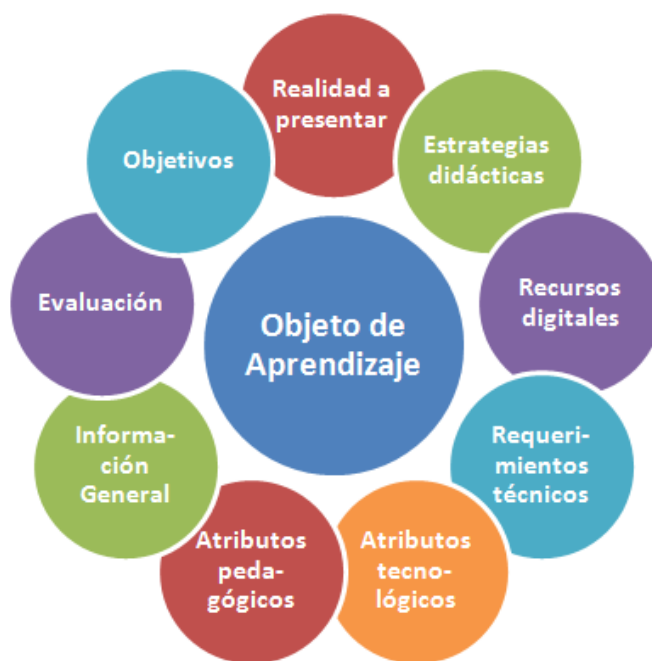 Realidad a
presentar
Estrategias
didácticas
Recursos
digitales
Requeri-
mientos
técnicos
Atributos
tecno-
lógicos
Atributos
peda-
gógicos
Informa-
ción
General
Evaluación
Objetivos
Objeto de
Aprendizaje